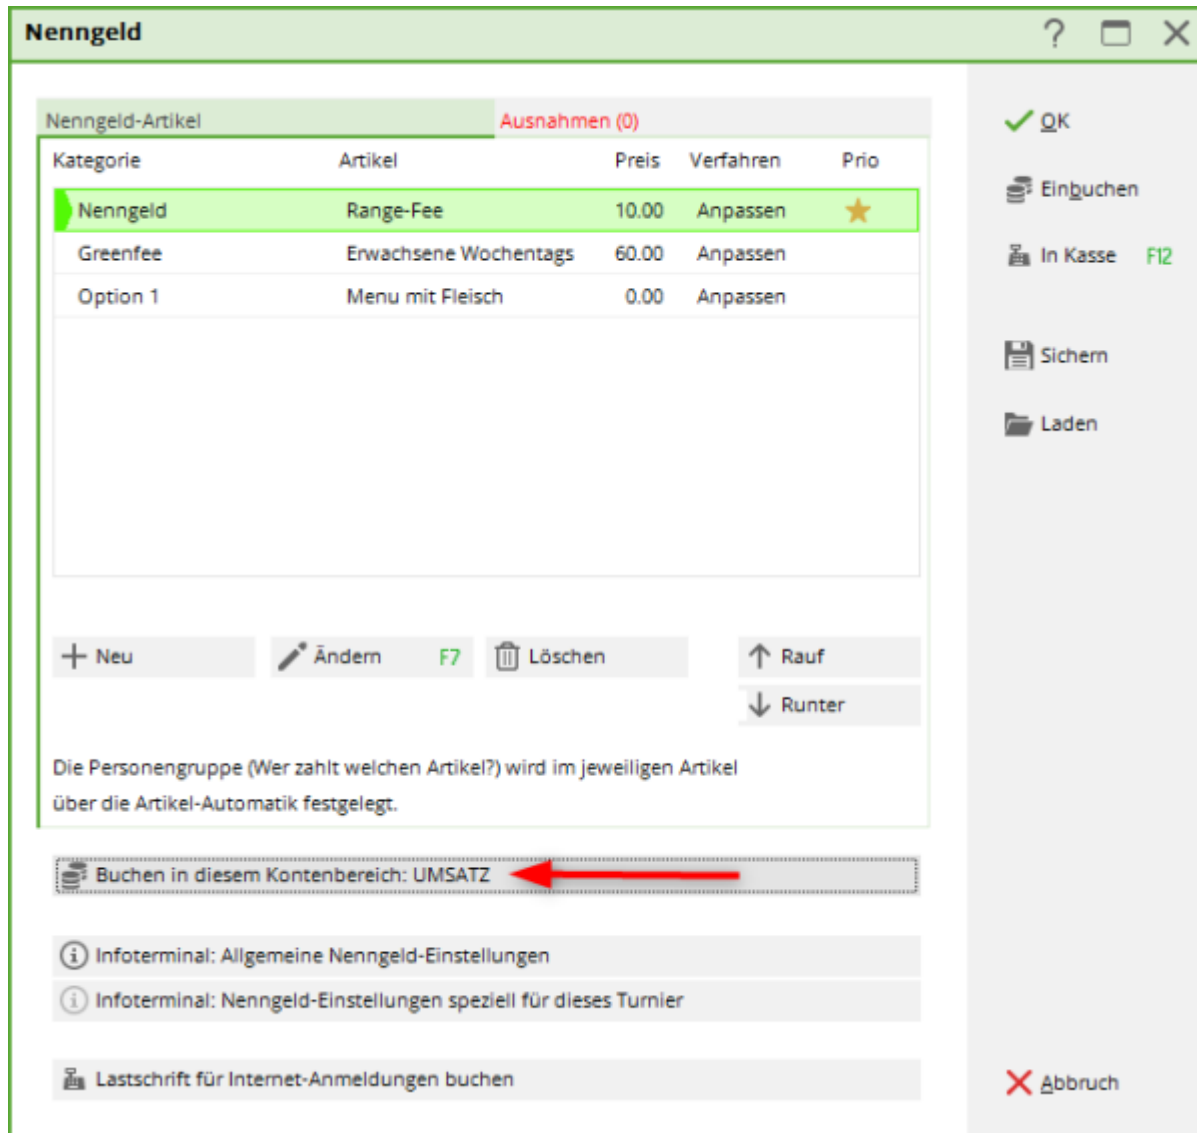 Nenngeld ?
Nenngeld-Artikel Ausnahmen (0)
Kategorie Artikel Preis Verfahren Prio
Nenngeld Range-Fee 10.00 Anpassen
Greenfee Erwachsene Wochentags 60.00 Anpassen
Option 1 Menu mit Fleisch 0.00 Anpassen
Neu Ändern F7 Löschen Rauf
Runter
Die Personengruppe (Wer zahlt welchen Artikel?) wird im jeweiligen Artikel
über die Artikel-Automatik festgelegt.
Buchen in diesem Kontenbereich: UMSATZ
Infoterminal: Allgemeine Nenngeld-Einstellungen
Infoterminal: Nenngeld-Einstellungen speziell für dieses Turnier
Lastschrift für Internet-Anmeldungen buchen
OK
Einbuchen
In Kasse F12
Sichern
Laden
Abbruch